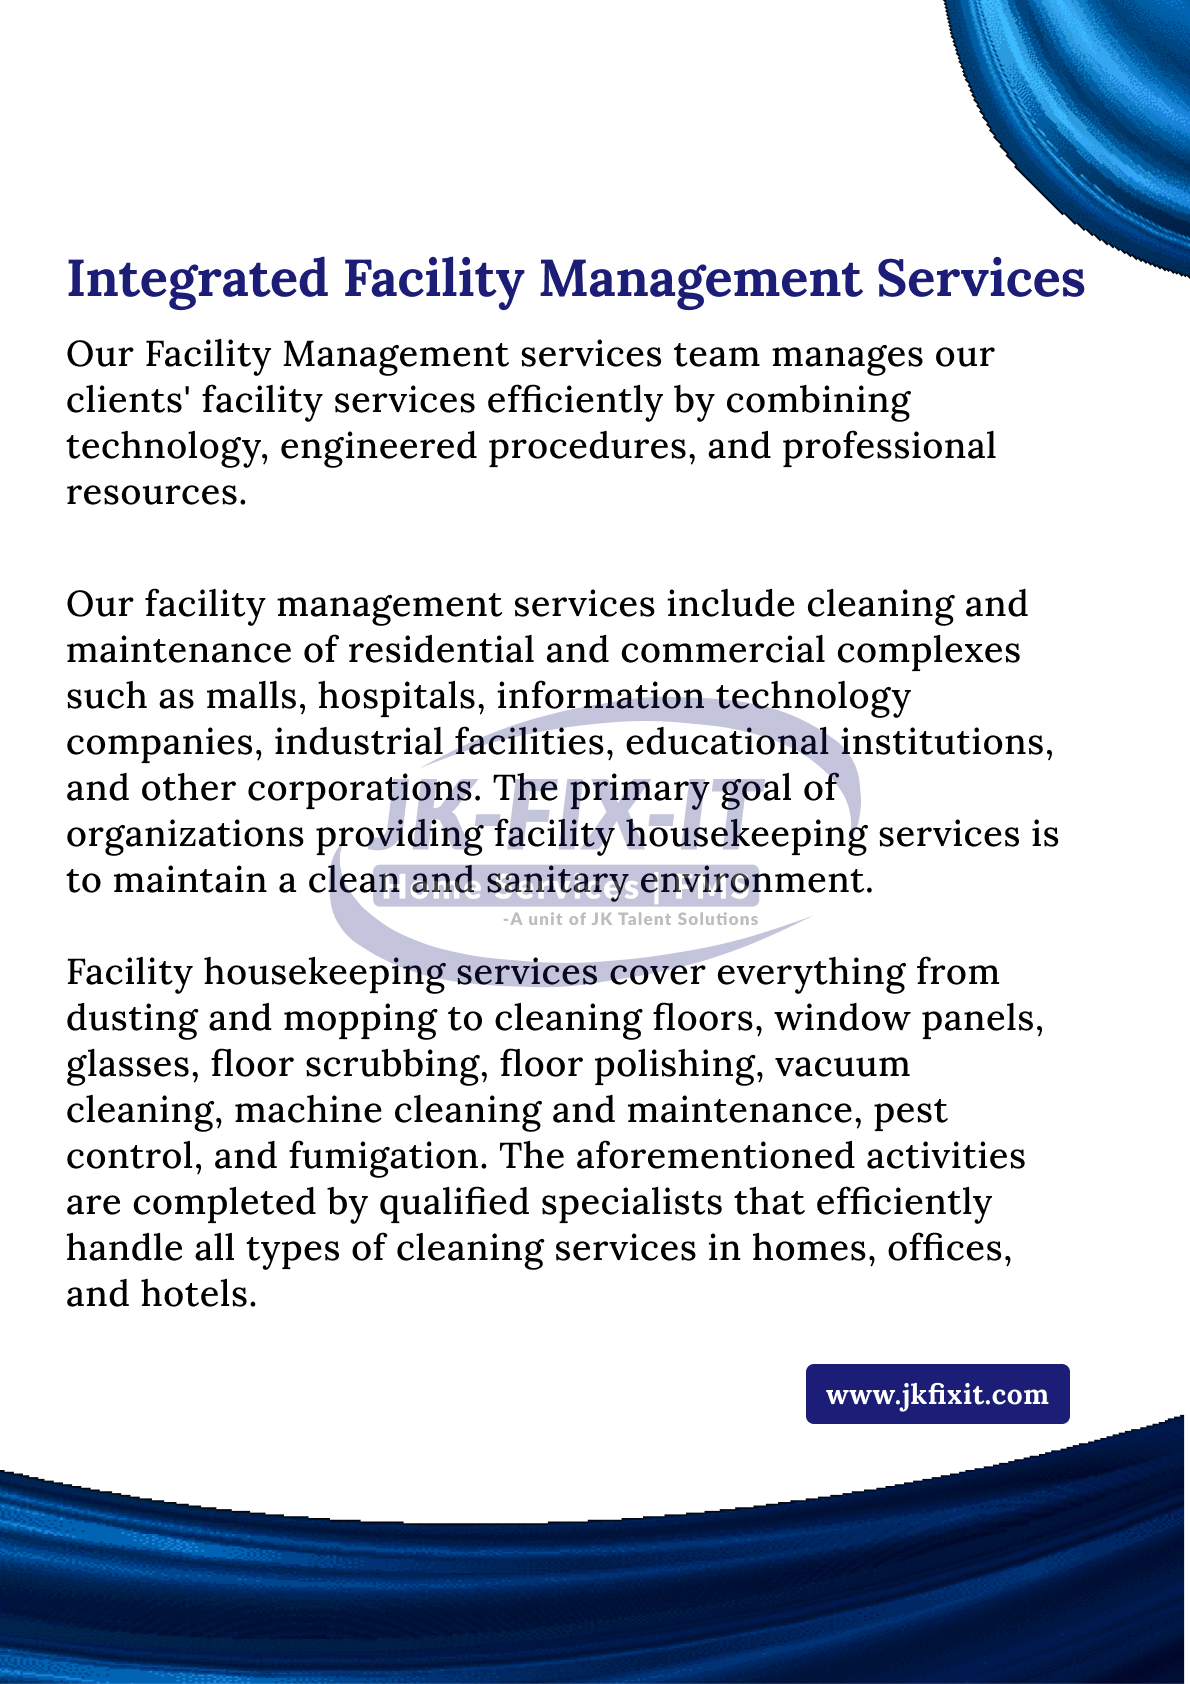 Integrated Facility Management Services
Our Facility Management services team manages our
clients' facility services efficiently by combining
technology, engineered procedures, and professional
resources.
Our facility management services include cleaning and
maintenance of residential and commercial complexes
such as malls, hospitals, information technology
companies, industrial facilities, educational institutions,
and other corporations. The primary goal of
organizations providing facility housekeeping services is
to maintain a clean and sanitary environment.
JK-FIX-IT
Home Services | FMS
-A unit of JK Talent Solutions
Facility housekeeping services cover everything from
dusting and mopping to cleaning floors, window panels,
glasses, floor scrubbing, floor polishing, vacuum
cleaning, machine cleaning and maintenance, pest
control, and fumigation. The aforementioned activities
are completed by qualified specialists that efficiently
handle all types of cleaning services in homes, offices,
and hotels.
www.jkfixit.com